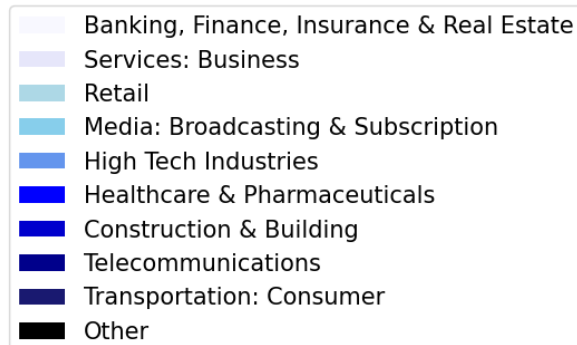 Banking, Finance, Insurance & Real Estate
Services: Business
Retail
Media: Broadcasting & Subscription
High Tech Industries
Healthcare & Pharmaceuticals
Construction & Building
Telecommunications
Transportation: Consumer
Other